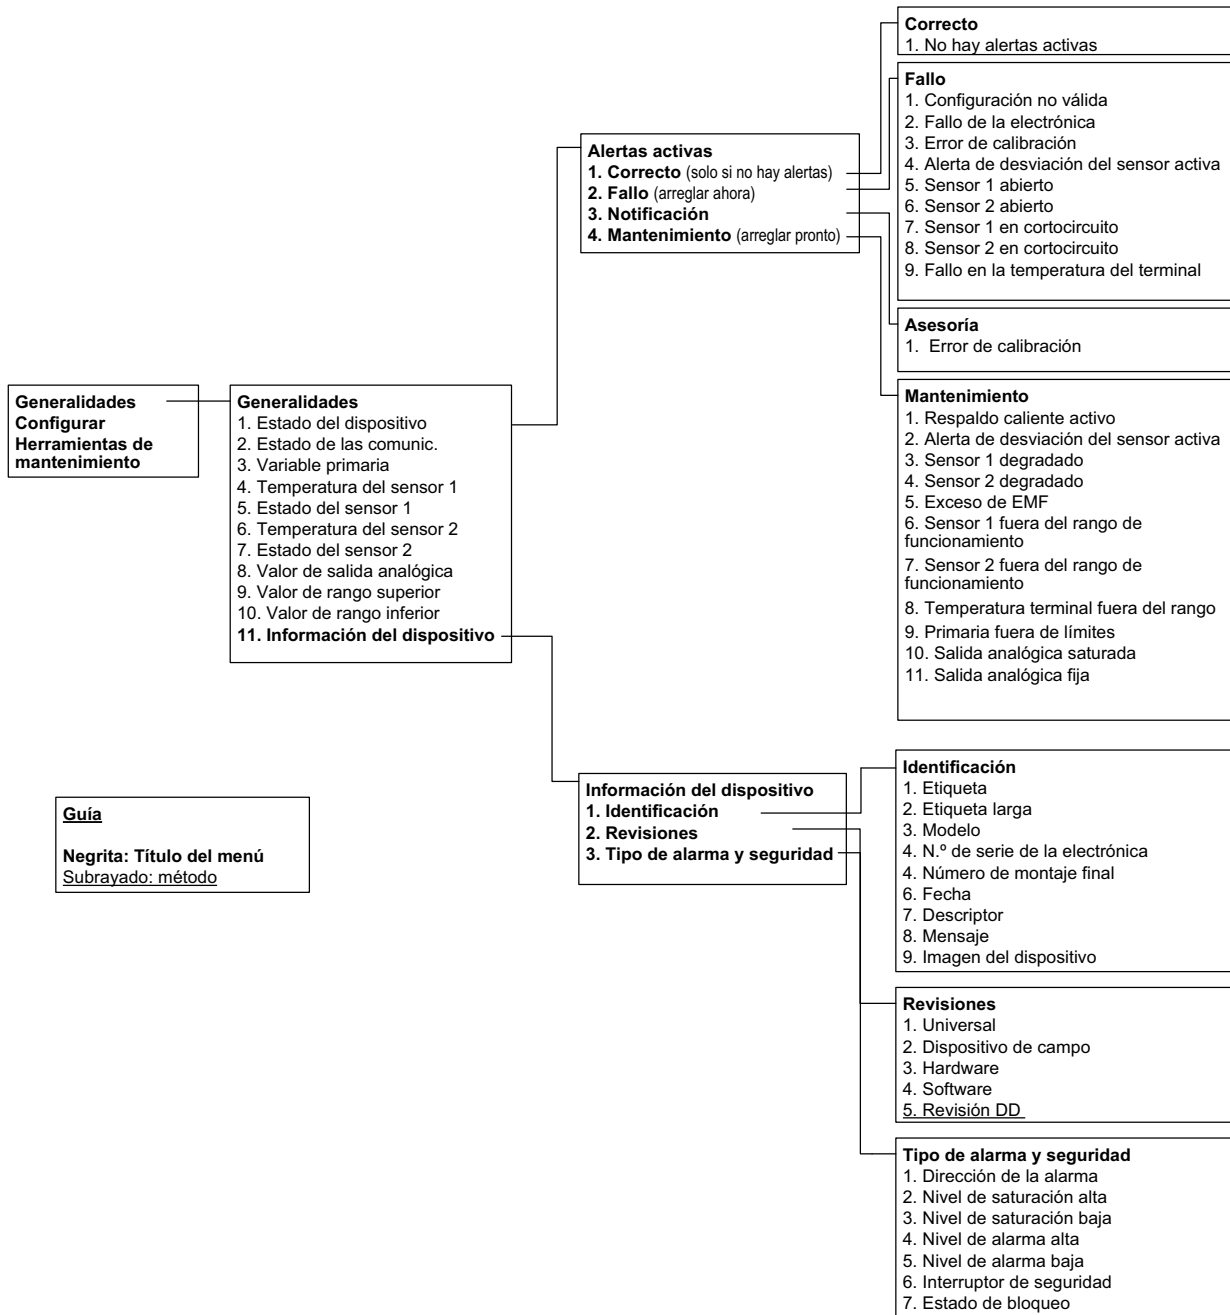 Correcto
1. No hay alertas activas
Fallo
1. Configuración no válida
2. Fallo de la electrónica
3. Error de calibración
4. Alerta de desviación del sensor activa
5. Sensor 1 abierto
6. Sensor 2 abierto
7. Sensor 1 en cortocircuito
8. Sensor 2 en cortocircuito
9. Fallo en la temperatura del terminal
Alertas activas
1. Correcto (solo si no hay alertas)
2. Fallo (arreglar ahora)
3. Notificación
4. Mantenimiento (arreglar pronto)
Asesoría
1. Error de calibración
Generalidades
Configurar
Herramientas de
mantenimiento
Generalidades
1. Estado del dispositivo
2. Estado de las comunic.
3. Variable primaria
4. Temperatura del sensor 1
5. Estado del sensor 1
6. Temperatura del sensor 2
7. Estado del sensor 2
8. Valor de salida analógica
9. Valor de rango superior
10. Valor de rango inferior
11. Información del dispositivo
Mantenimiento
1. Respaldo caliente activo
2. Alerta de desviación del sensor activa
3. Sensor 1 degradado
4. Sensor 2 degradado
5. Exceso de EMF
6. Sensor 1 fuera del rango de
funcionamiento
7. Sensor 2 fuera del rango de
funcionamiento
8. Temperatura terminal fuera del rango
9. Primaria fuera de límites
10. Salida analógica saturada
11. Salida analógica fija
Guía
Negrita: Título del menú
Subrayado: método
Información del dispositivo
1. Identificación
2. Revisiones
3. Tipo de alarma y seguridad
Identificación
1. Etiqueta
2. Etiqueta larga
3. Modelo
4. N.º de serie de la electrónica
4. Número de montaje final
6. Fecha
7. Descriptor
8. Mensaje
9. Imagen del dispositivo
Revisiones
1. Universal
2. Dispositivo de campo
3. Hardware
4. Software
5. Revisión DD
Tipo de alarma y seguridad
1. Dirección de la alarma
2. Nivel de saturación alta
3. Nivel de saturación baja
4. Nivel de alarma alta
5. Nivel de alarma baja
6. Interruptor de seguridad
7. Estado de bloqueo